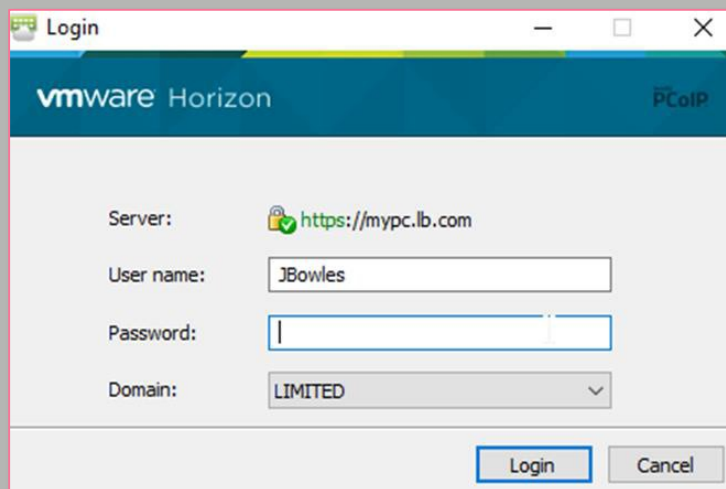 Login
vmware Horizon
PCoIP
Server: https://mypc.lb.com
User name: JBowles
Password:
Domain: LIMITED
Login Cancel